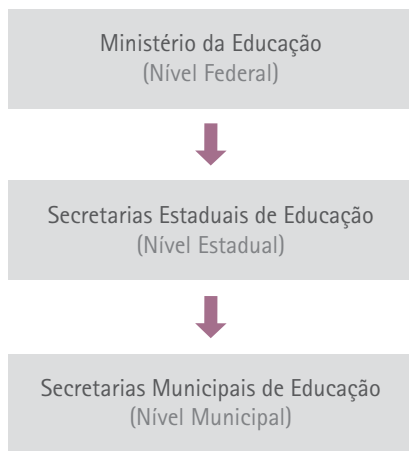 Ministério da Educação
(Nível Federal)
Secretarias Estaduais de Educação
(Nível Estadual)
Secretarias Municipais de Educação
(Nível Municipal)